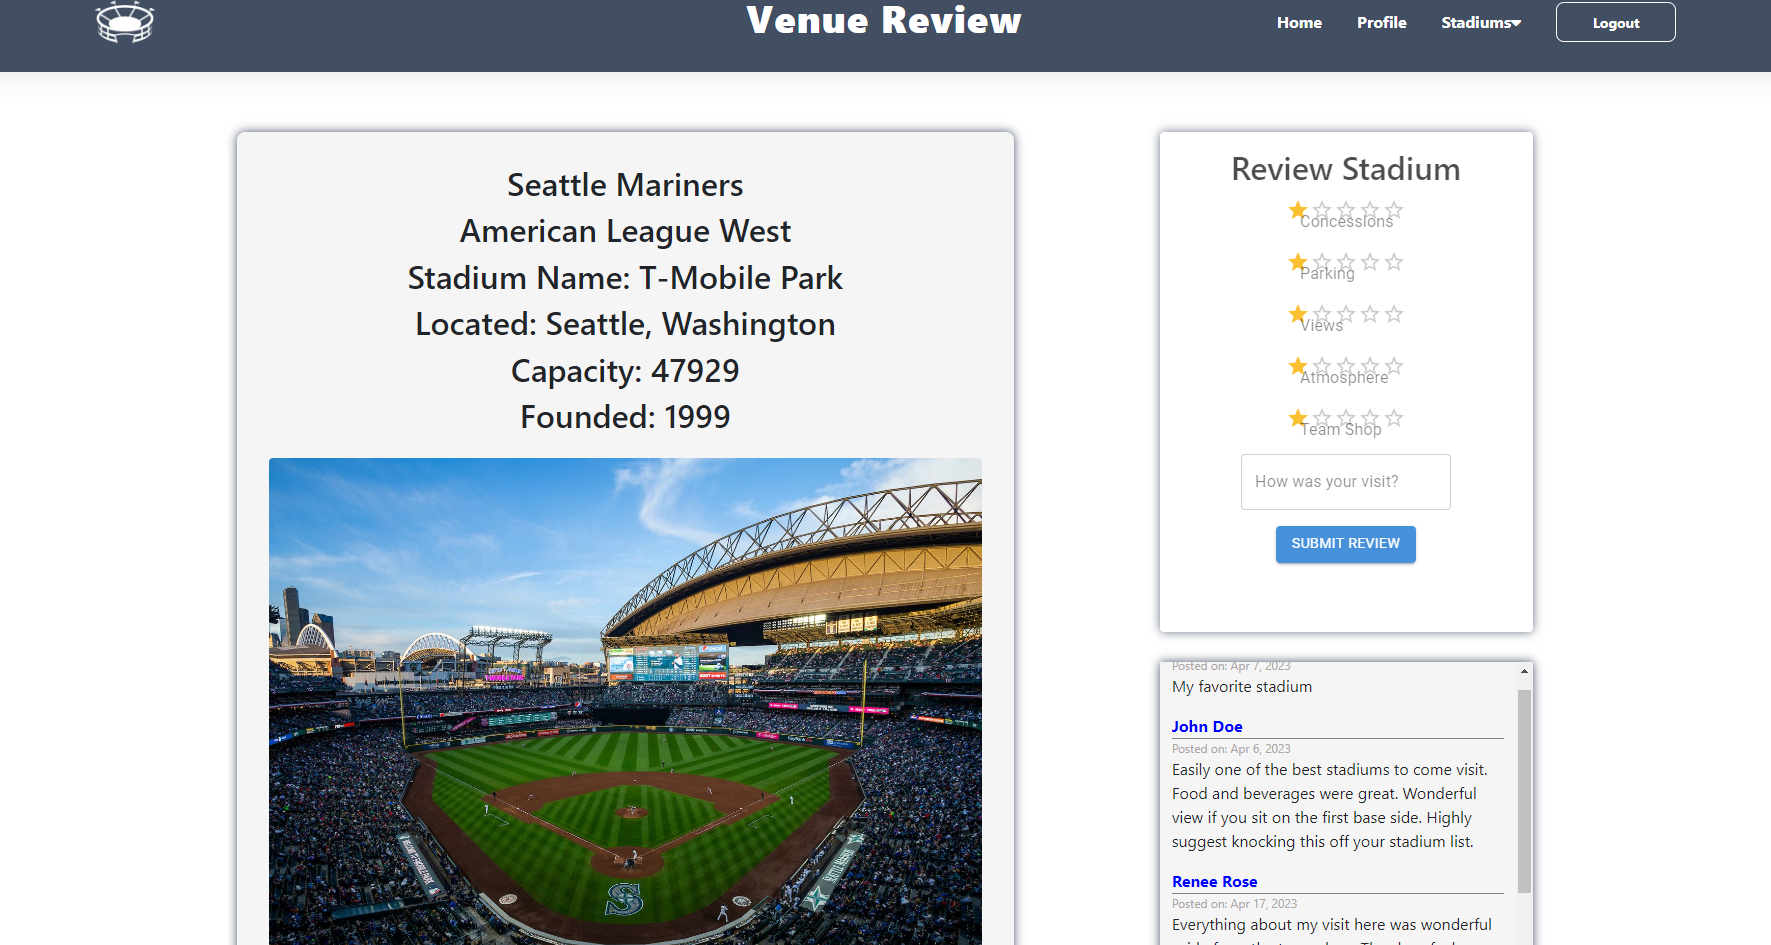 Venue Review
Home
Profile
Stadiums
Logout
Seattle Mariners
American League West
Stadium Name: T-Mobile Park
Located: Seattle, Washington
Capacity: 47929
Founded: 1999
Review Stadium
Concessions
Parking
Views
Atmosphere
Team Shop
How was your visit?
SUBMIT REVIEW
Posted on: Apr 7, 2023
My favorite stadium
John Doe
Posted on: Apr 6, 2023
Easily one of the best stadiums to come visit.
Food and beverages were great. Wonderful
view if you sit on the first base side. Highly
suggest knocking this off your stadium list.
Renee Rose
Posted on: Apr 17, 2023
Everything about my visit here was wonderful